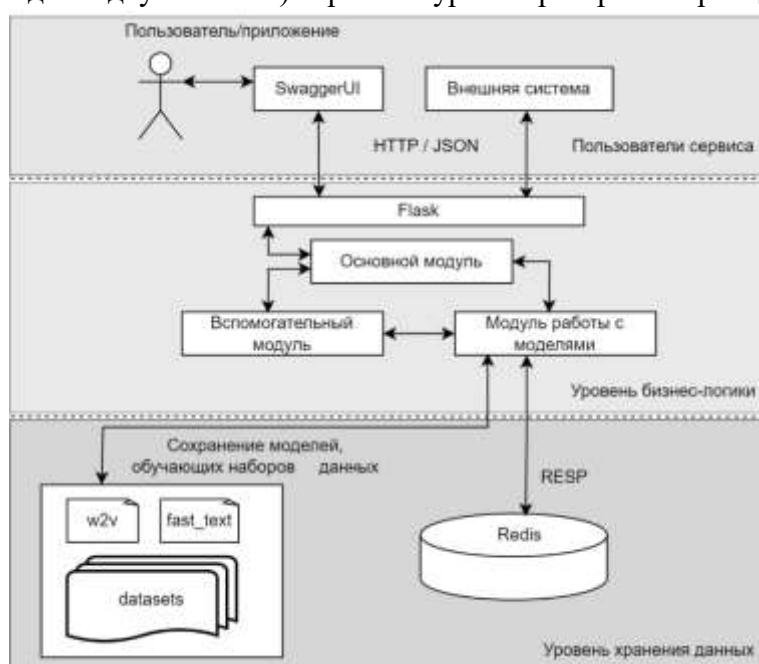 Пользователь/приложение
SwaggerUI
Внешняя система
HTTP / JSON
Пользователи сервиса
Flask
Основной модуль
Вспомогательный
модуль
Модуль работы с
моделями
Уровень бизнес-логики
Сохранение моделей,
обучающих наборов данных
RESP
w2v
fast_text
Redis
datasets
Уровень хранения данных